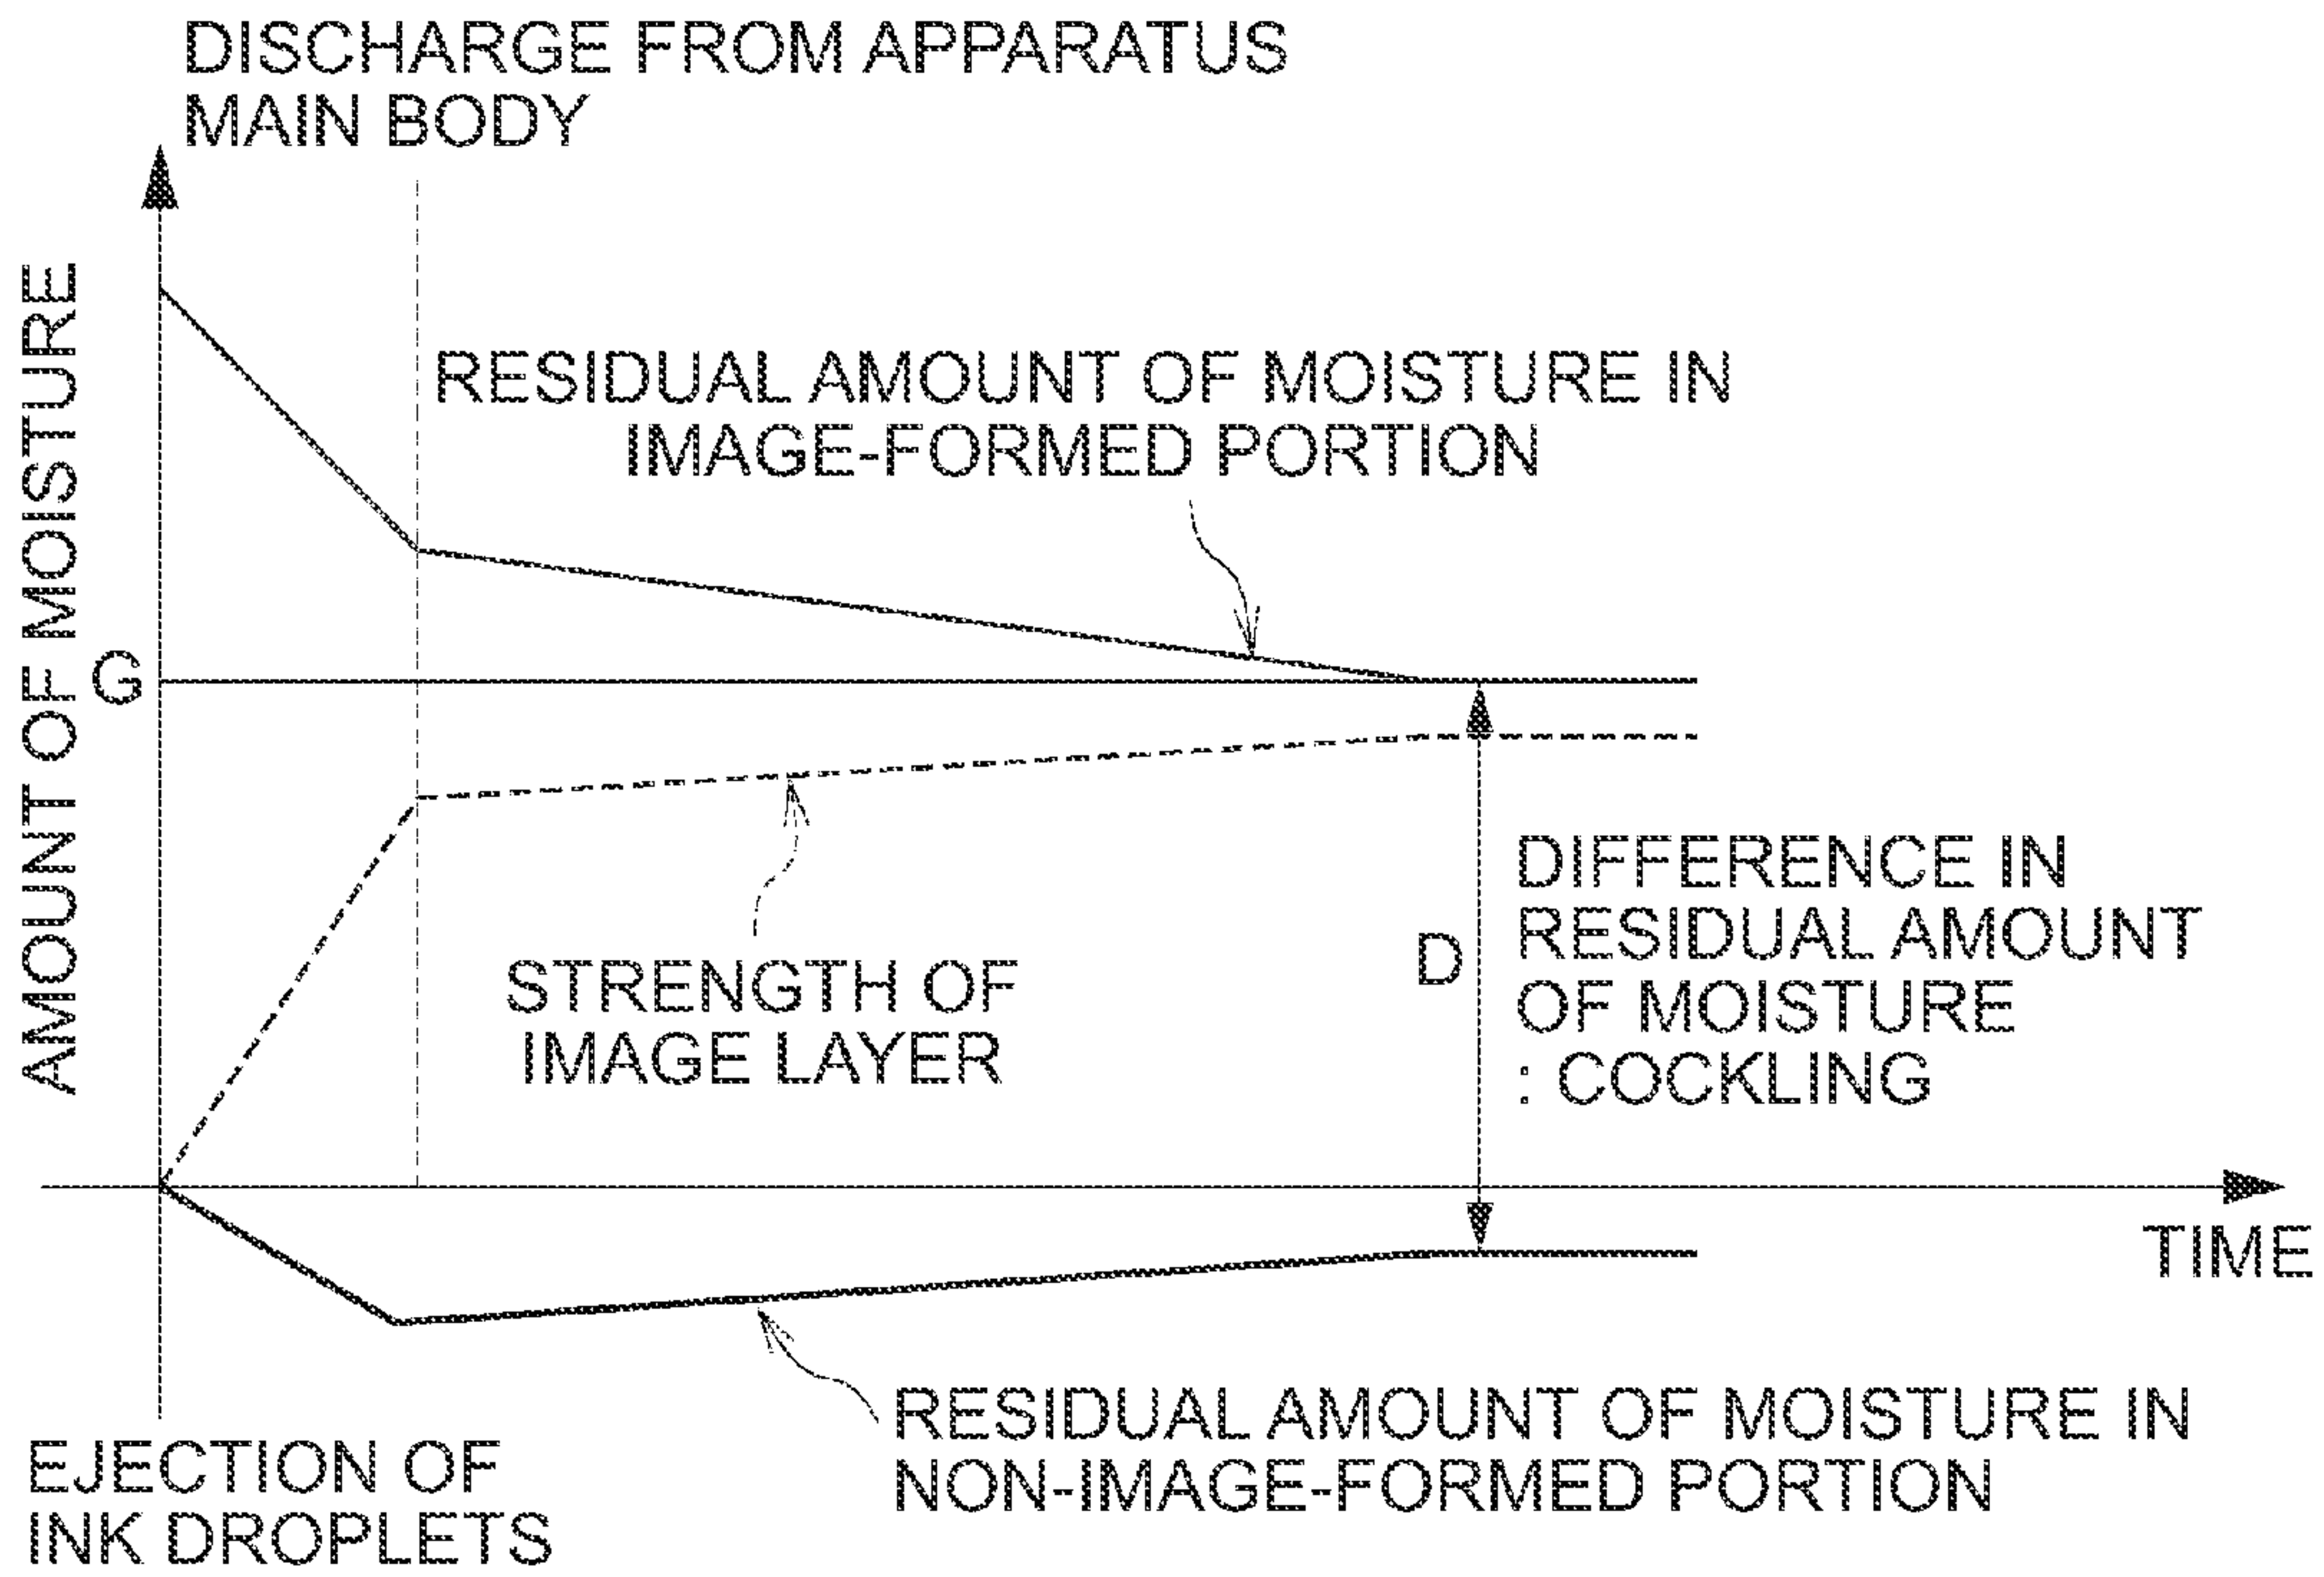 DISCHARGE FROM APPARATUS
MAIN BODY
AMOUNT OF MOISTURE
RESIDUAL AMOUNT OF MOISTURE IN
IMAGE-FORMED PORTION
G
STRENGTH OF
IMAGE LAYER
D
DIFFERENCE IN
RESIDUAL AMOUNT
OF MOISTURE
: COCKLING
TIME
RESIDUAL AMOUNT OF MOISTURE IN
NON-IMAGE-FORMED PORTION
EJECTION OF
INK DROPLETS